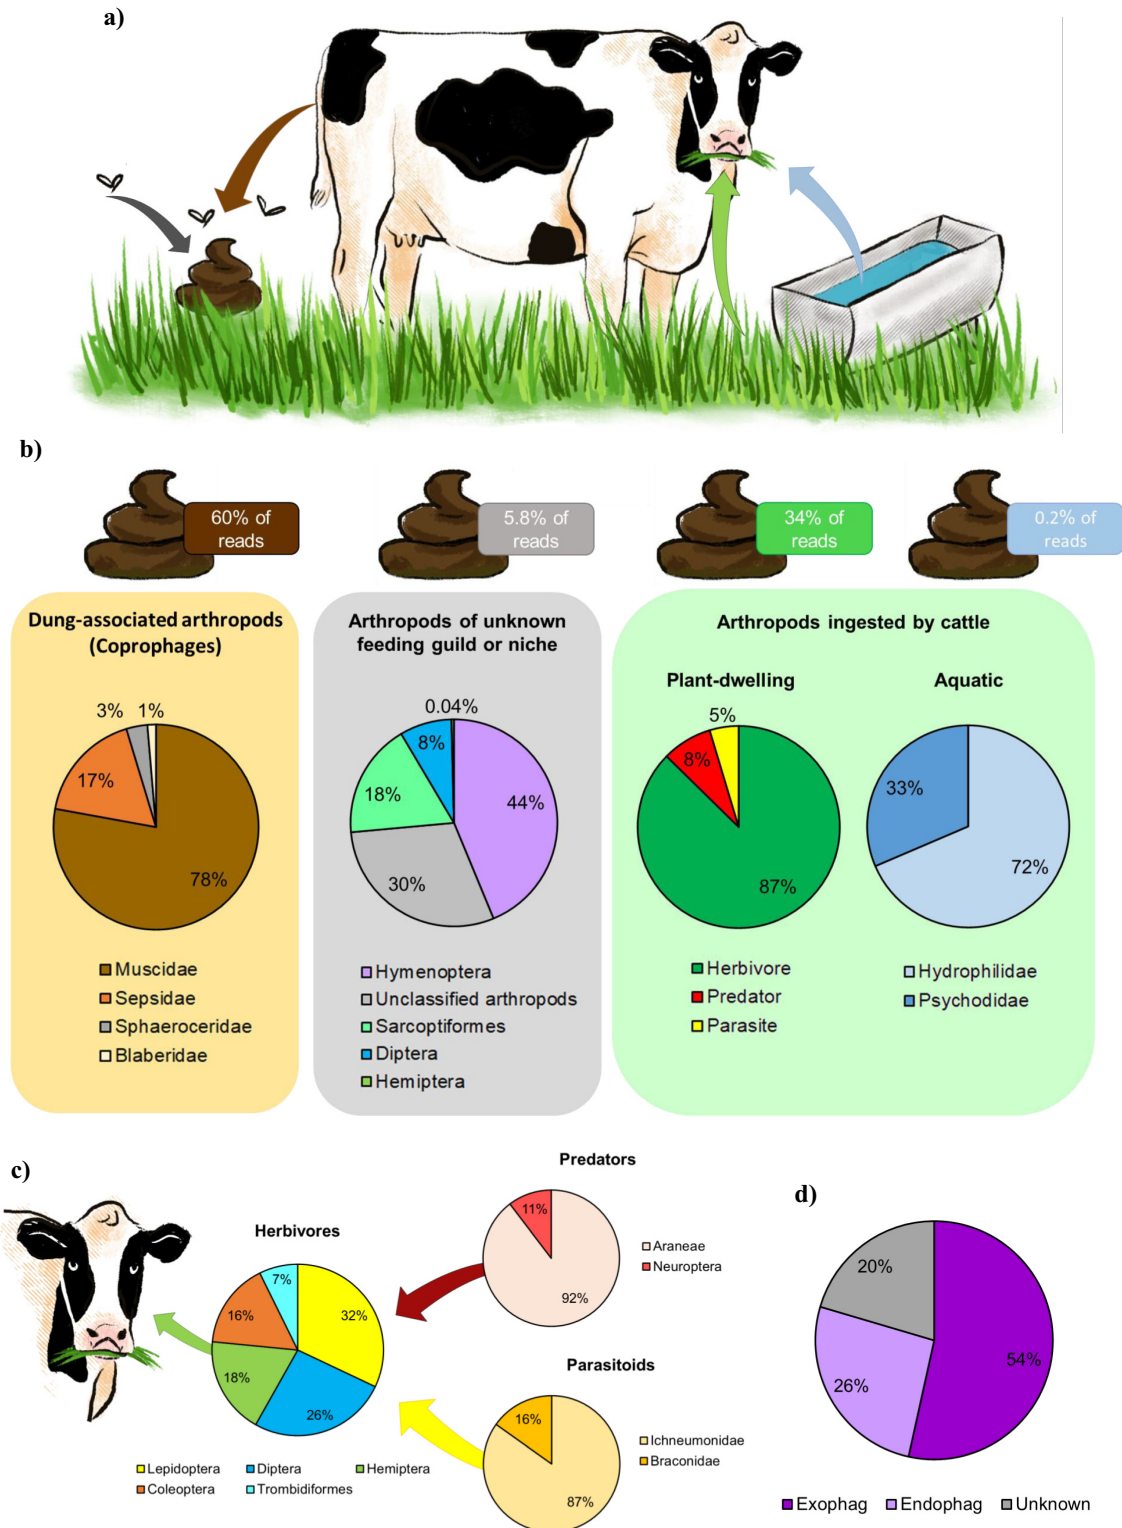 a)
b)
60% of
reads
5.8% of
reads
34% of
reads
0.2% of
reads
Dung-associated arthropods
(Coprophages)
3%
1%
17%
78%
Muscidae
Sepsidae
Sphaeroceridae
Blaberidae
Arthropods of unknown
feeding guild or niche
0.04%
8%
18%
44%
30%
Hymenoptera
Unclassified arthropods
Sarcoptiformes
Diptera
Hemiptera
Arthropods ingested by cattle
Plant-dwelling
5%
8%
87%
Herbivore
Predator
Parasite
Aquatic
33%
72%
Hydrophilidae
Psychodidae
c)
Herbivores
7%
16%
32%
18%
26%
Lepidoptera
Diptera
Hemiptera
Coleoptera
Trombidiformes
Predators
11%
92%
Araneae
Neuroptera
Parasitoids
16%
87%
Ichneumonidae
Braconidae
d)
20%
54%
26%
Exophag
Endophag
Unknown